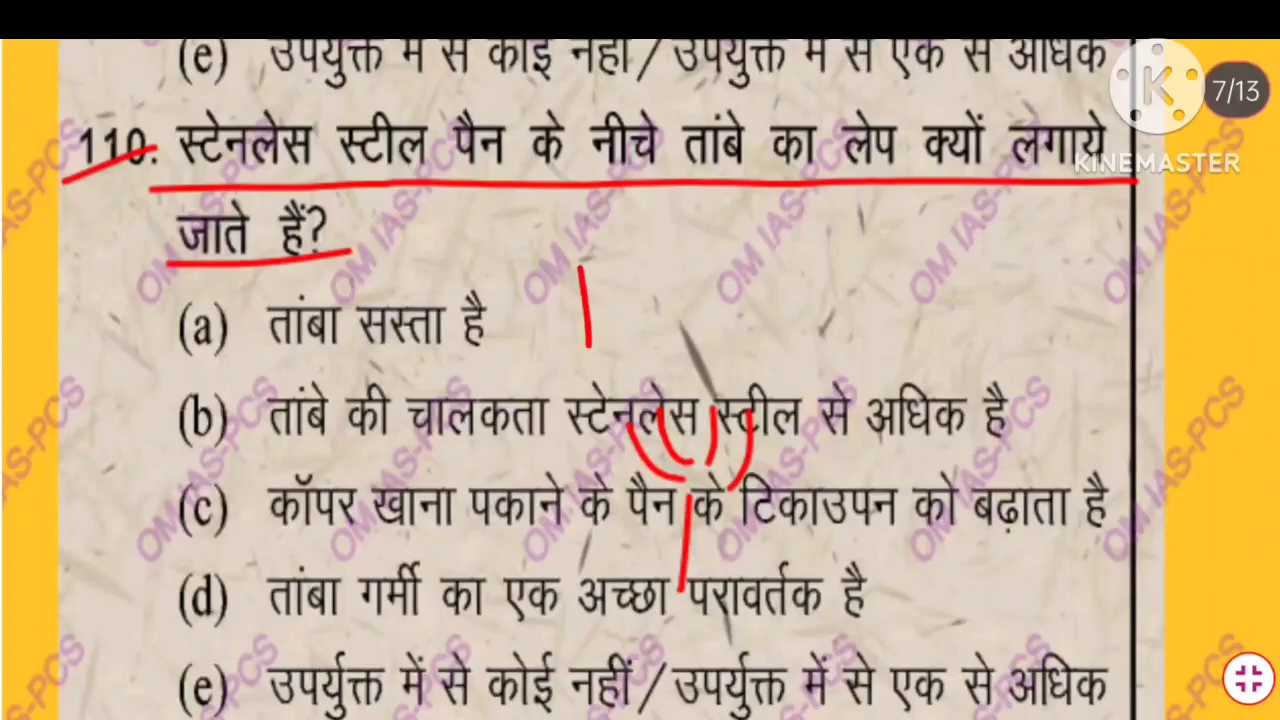 (e) उपर्युक्त में से कोई नहीं/उपर्युक्त में से एक से अधिक
7/13
K
KINEMASTER
110. स्टेनलेस स्टील पैन के नीचे तांबे का लेप क्यों लगाये
जाते हैं?
(a) तांबा सस्ता है
(b) तांबे की चालकता स्टेनलेस स्टील से अधिक है
(c) कॉपर खाना पकाने के पैन के टिकाउपन को बढ़ाता है
(d) तांबा गर्मी का एक अच्छा परावर्तक है
(e) उपर्युक्त में से कोई नहीं/उपर्युक्त में से एक से अधिक
OM IAS-PCS